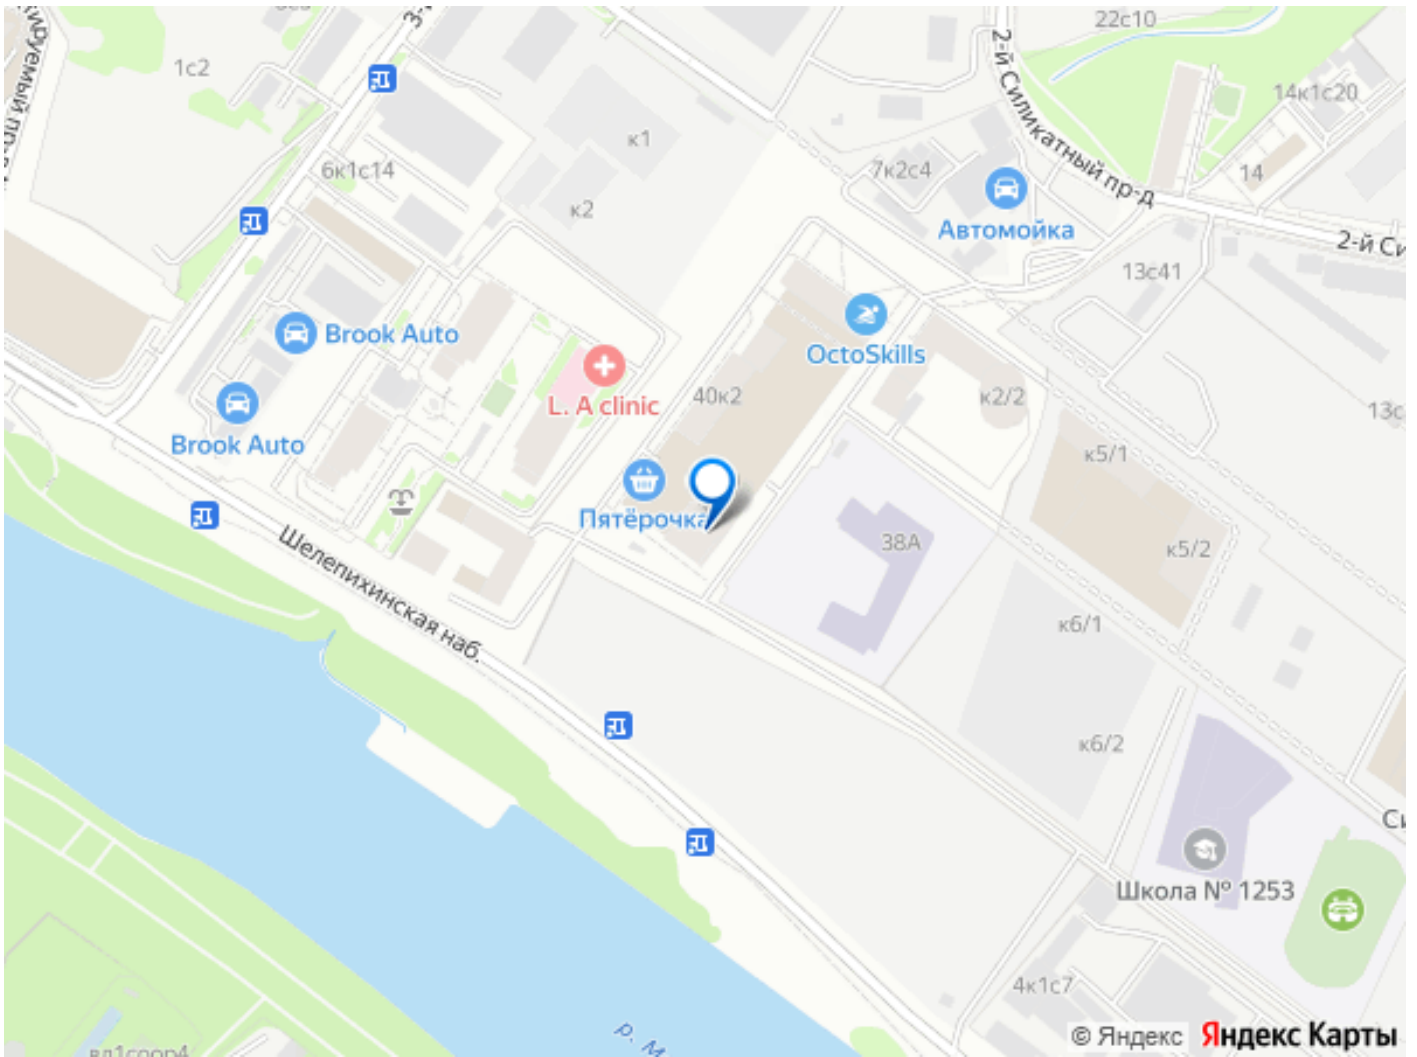 22с10
2-й Силикатный пр-д
1с2
14к1с20
к1
6к1с14
7к2с4
14
к2
Автомойка
2-й Си
13с41
Brook Auto
OctoSkills
L. A clinic
40к2
к2/2
13с
Brook Auto
к5/1
Пятёрочка
Шелепихинская наб.
38А
к5/2
к6/1
к6/2
Си
Школа № 1253
4к1с7
р. М
© Яндекс Яндекс Карты
вл1соор4